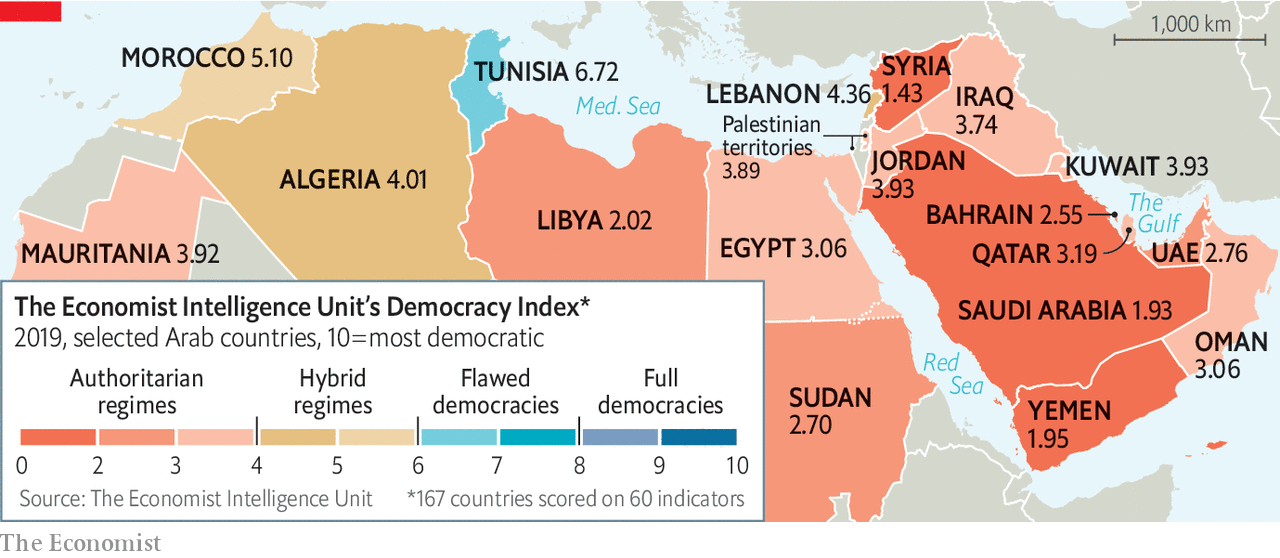 1,000 km
MOROCCO 5.10
TUNISIA 6.72
Med. Sea
SYRIA
1.43
LEBANON 4.36
IRAQ
3.74
Palestinian
territories
3.89
ALGERIA 4.01
JORDAN
3.93
KUWAIT 3.93
LIBYA 2.02
BAHRAIN 2.55
The
Gulf
MAURITANIA 3.92
EGYPT 3.06
QATAR 3.19
UAE 2.76
SAUDI ARABIA 1.93
OMAN
3.06
Red
Sea
SUDAN
2.70
YEMEN
1.95
The Economist Intelligence Unit's Democracy Index*
2019, selected Arab countries, 10=most democratic
Authoritarian
regimes
Hybrid
regimes
Flawed
democracies
Full
democracies
0 2 3 4 5 6 7 8 9 10
Source: The Economist Intelligence Unit
*167 countries scored on 60 indicators
The Economist